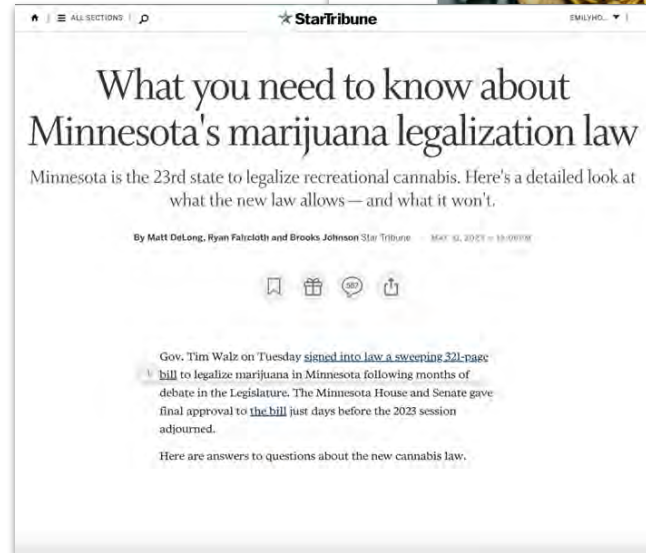 ALL SECTIONS
StarTribune
EMILYHO...
What you need to know about
Minnesota's marijuana legalization law
Minnesota is the 23rd state to legalize recreational cannabis. Here's a detailed look at
what the new law allows — and what it won't.
By Matt DeLong, Ryan Faircloth and Brooks Johnson Star Tribune
587
Gov. Tim Walz on Tuesday signed into law a sweeping 321-page
bill to legalize marijuana in Minnesota following months of
debate in the Legislature. The Minnesota House and Senate gave
final approval to the bill just days before the 2023 session
adjourned.
Here are answers to questions about the new cannabis law.